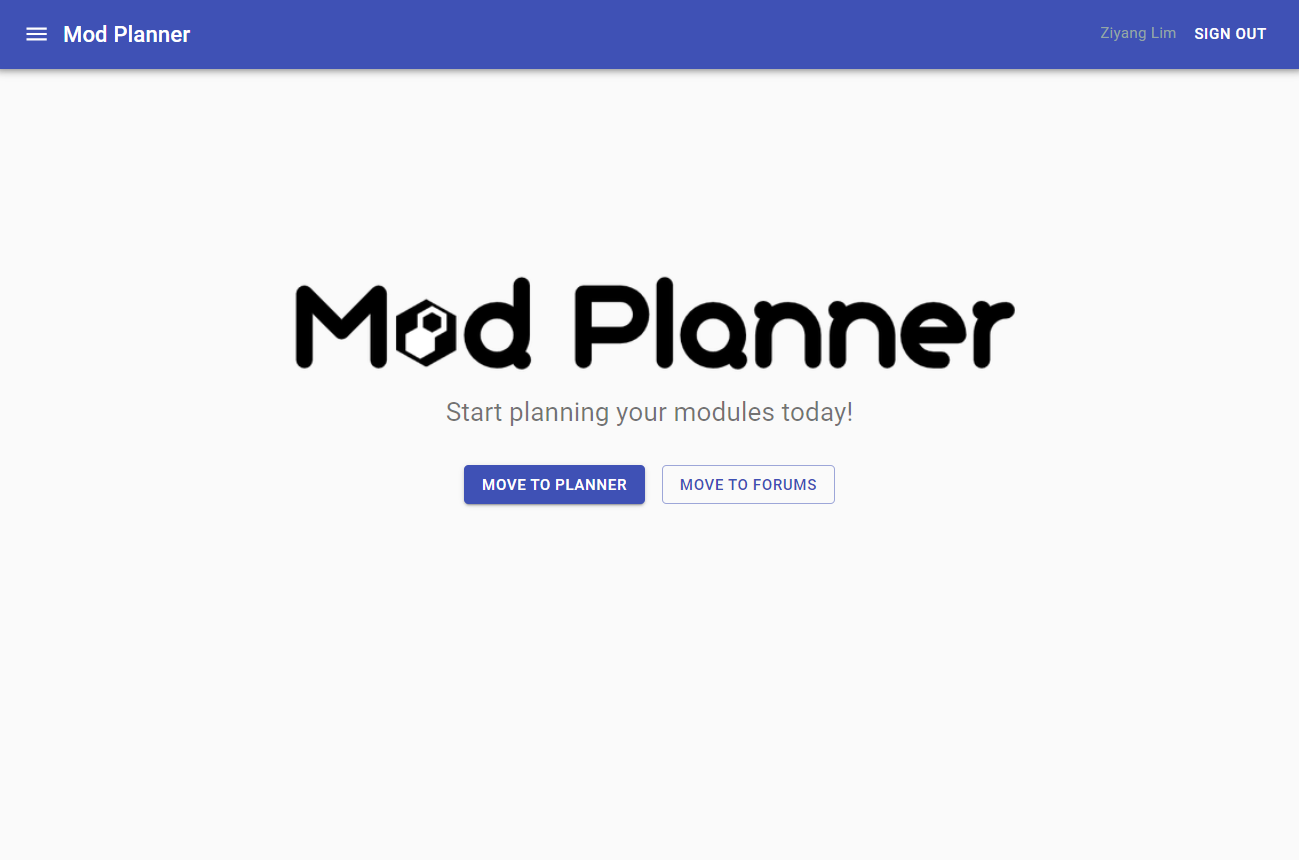 Mod Planner
Ziyang Lim
SIGN OUT
Mod Planner
Start planning your modules today!
MOVE TO PLANNER
MOVE TO FORUMS